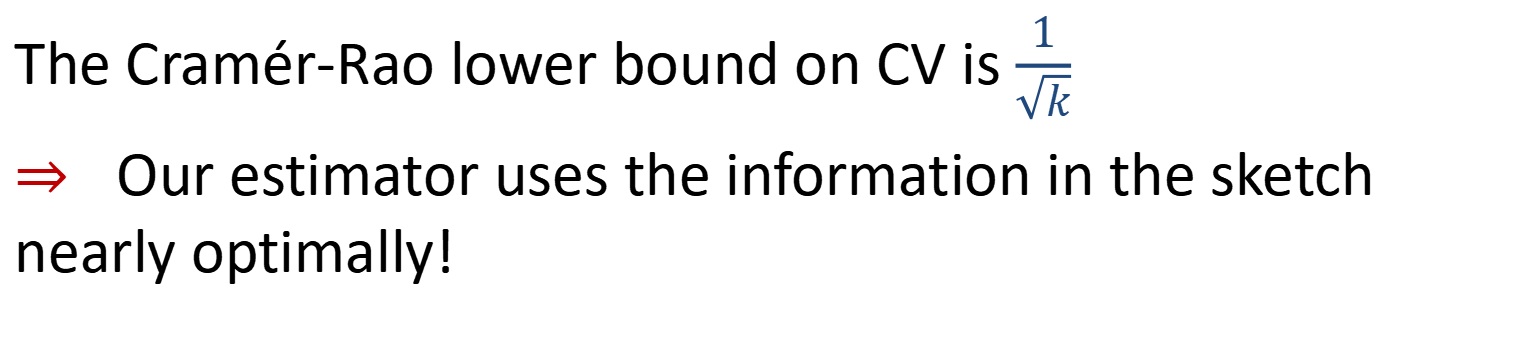 The Cramér-Rao lower bound on CV is 1/√k
⇒ Our estimator uses the information in the sketch
nearly optimally!